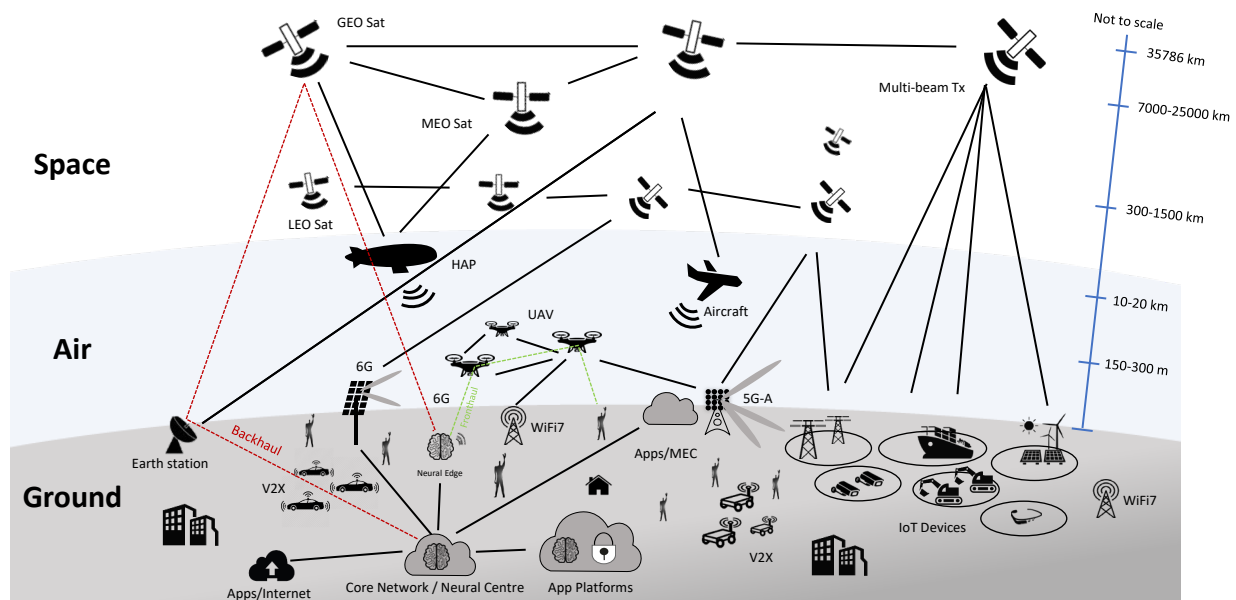 Not to scale
GEO Sat
35786 km
Multi-beam Tx
7000-25000 km
MEO Sat
Space
LEO Sat
300-1500 km
HAP
10-20 km
Aircraft
UAV
Air
150-300 m
6G
6G
5G-A
Fronthaul
Backhaul
WiFi7
Earth station
Neural Edge
Apps/MEC
V2X
Ground
WiFi7
IoT Devices
V2X
Apps/Internet
Core Network / Neural Centre
App Platforms